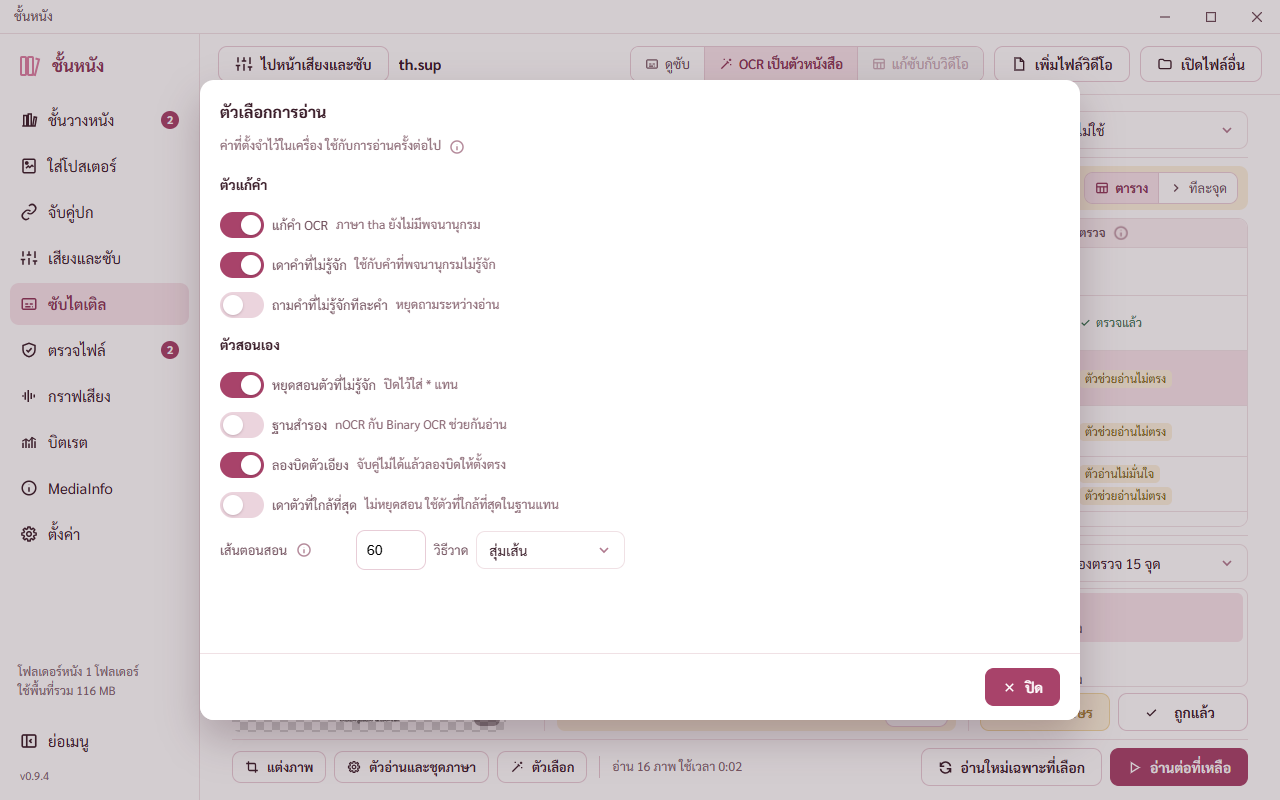 ชั้นหนัง
ชั้นหนัง
ไปหน้าเสียงและซับ th.sup ดูซับ OCR เป็นตัวหนังสือ แก้ซับกับวิดีโอ เพิ่มไฟล์วิดีโอ เปิดไฟล์อื่น
ชั้นวางหนัง 2
ใส่โปสเตอร์
จับคู่ปก
เสียงและซับ
ซับไตเติล
ตรวจไฟล์ 2
กราฟเสียง
บิตเรต
MediaInfo
ตั้งค่า
โฟลเดอร์หนัง 1 โฟลเดอร์
ใช้พื้นที่รวม 116 MB
ย่อเมนู
v0.9.4
ตัวเลือกการอ่าน
ค่าที่ตั้งจำไว้ในเครื่อง ใช้กับการอ่านครั้งต่อไป
ตัวแก้คำ
แก้คำ OCR ภาษา tha ยังไม่มีพจนานุกรม
เดาคำที่ไม่รู้จัก ใช้กับคำที่พจนานุกรมไม่รู้จัก
ถามคำที่ไม่รู้จักทีละคำ หยุดถามระหว่างอ่าน
ตัวสอนเอง
หยุดสอนตัวที่ไม่รู้จัก ปิดไว้ใส่ * แทน
ฐานสำรอง nOCR กับ Binary OCR ช่วยกันอ่าน
ลองบิดตัวเอียง จับคู่ไม่ได้แล้วลองบิดให้ตั้งตรง
เดาตัวที่ใกล้ที่สุด ไม่หยุดสอน ใช้ตัวที่ใกล้ที่สุดในฐานแทน
เส้นตอนสอน 60 วิธีวาด สุ่มเส้น
ปิด
ไม่ใช้
ตาราง ทีละจุด
ตรวจ
ตรวจแล้ว
ตัวช่วยอ่านไม่ตรง
ตัวช่วยอ่านไม่ตรง
ตัวอ่านไม่มั่นใจ
ตัวช่วยอ่านไม่ตรง
องตรวจ 15 จุด
ถูกแล้ว
แต่งภาพ ตัวอ่านและชุดภาษา ตัวเลือก อ่าน 16 ภาพ ใช้เวลา 0:02 อ่านใหม่เฉพาะที่เลือก อ่านต่อที่เหลือ